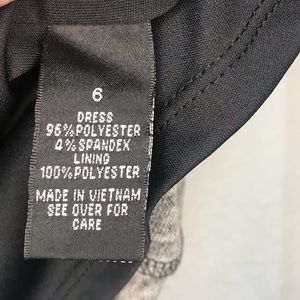 6
DRESS
96%POLYESTER
4%SPANDEX
LINING
100%POLYESTER
MADE IN VIETNAM
SEE OVER FOR
CARE